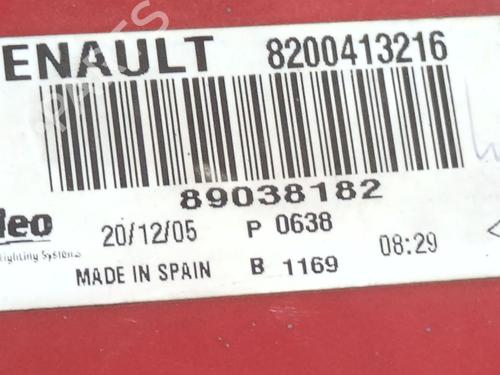 ENAULT 8200413216
89038182
leo 20/12/05 P 0638 08:29
Lighting Systems
MADE IN SPAIN B 1169